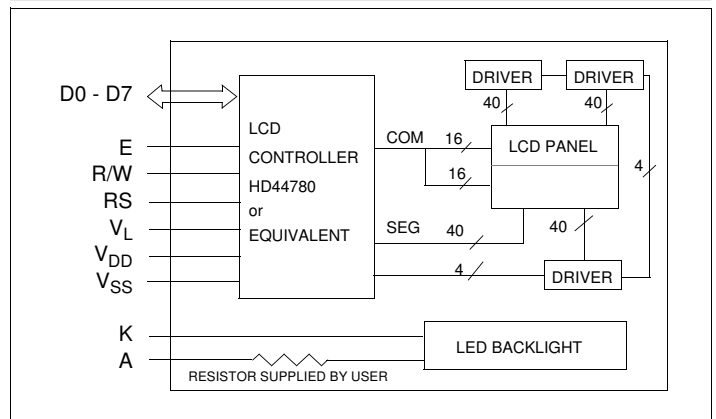 D0 - D7
E
R/W
RS
VL
VDD
VSS
K
A
LCD
CONTROLLER
HD44780
or
EQUIVALENT
COM
16
16
SEG
40
4
DRIVER
DRIVER
40
40
LCD PANEL
4
40
DRIVER
LED BACKLIGHT
RESISTOR SUPPLIED BY USER